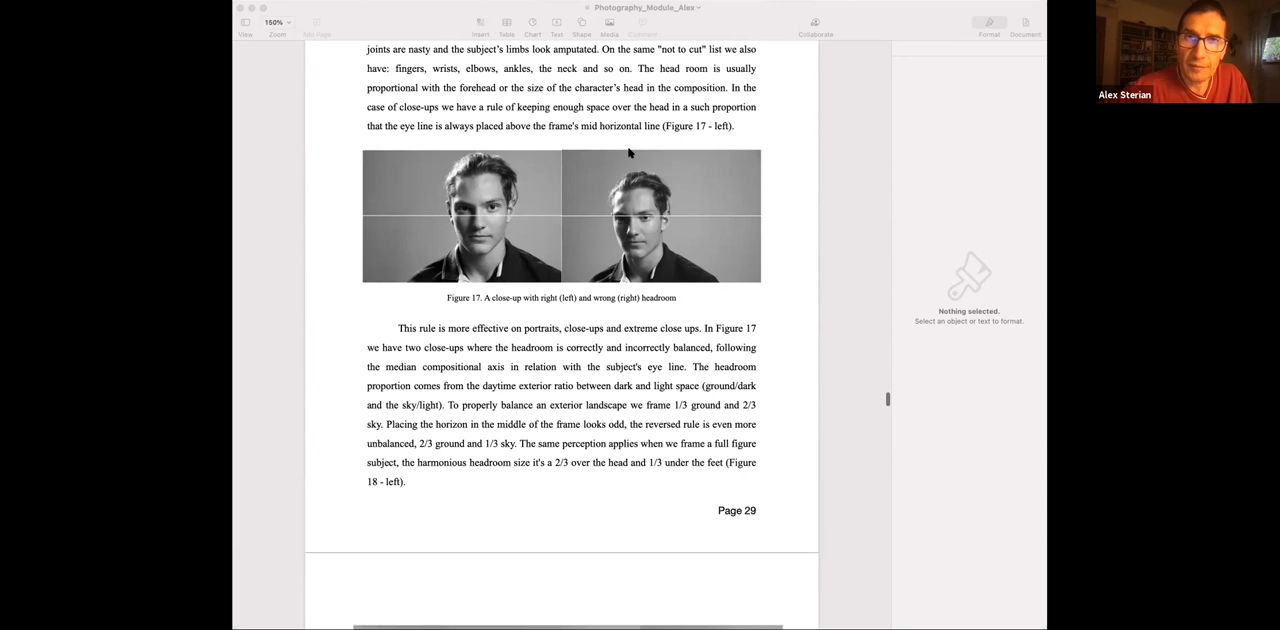 Photography_Module_Alex
150%
View
Zoom
Add Page
Insert
Table
Chart
Text
Shape
Media
Comment
Collaborate
Format
Document
Alex Sterian
joints are nasty and the subject's limbs look amputated. On the same "not to cut" list we also
have: fingers, wrists, elbows, ankles, the neck and so on. The head room is usually
proportional with the forehead or the size of the character's head in the composition. In the
case of close-ups we have a rule of keeping enough space over the head in a such proportion
that the eye line is always placed above the frame's mid horizontal line (Figure 17 - left).
Figure 17. A close-up with right (left) and wrong (right) headroom
This rule is more effective on portraits, close-ups and extreme close ups. In Figure 17
we have two close-ups where the headroom is correctly and incorrectly balanced, following
the median compositional axis in relation with the subject's eye line. The headroom
proportion comes from the daytime exterior ratio between dark and light space (ground/dark
and the sky/light). To properly balance an exterior landscape we frame 1/3 ground and 2/3
sky. Placing the horizon in the middle of the frame looks odd, the reversed rule is even more
unbalanced, 2/3 ground and 1/3 sky. The same perception applies when we frame a full figure
subject, the harmonious headroom size it's a 2/3 over the head and 1/3 under the feet (Figure
18 - left).
Page 29
Nothing selected.
Select an object or text to format.